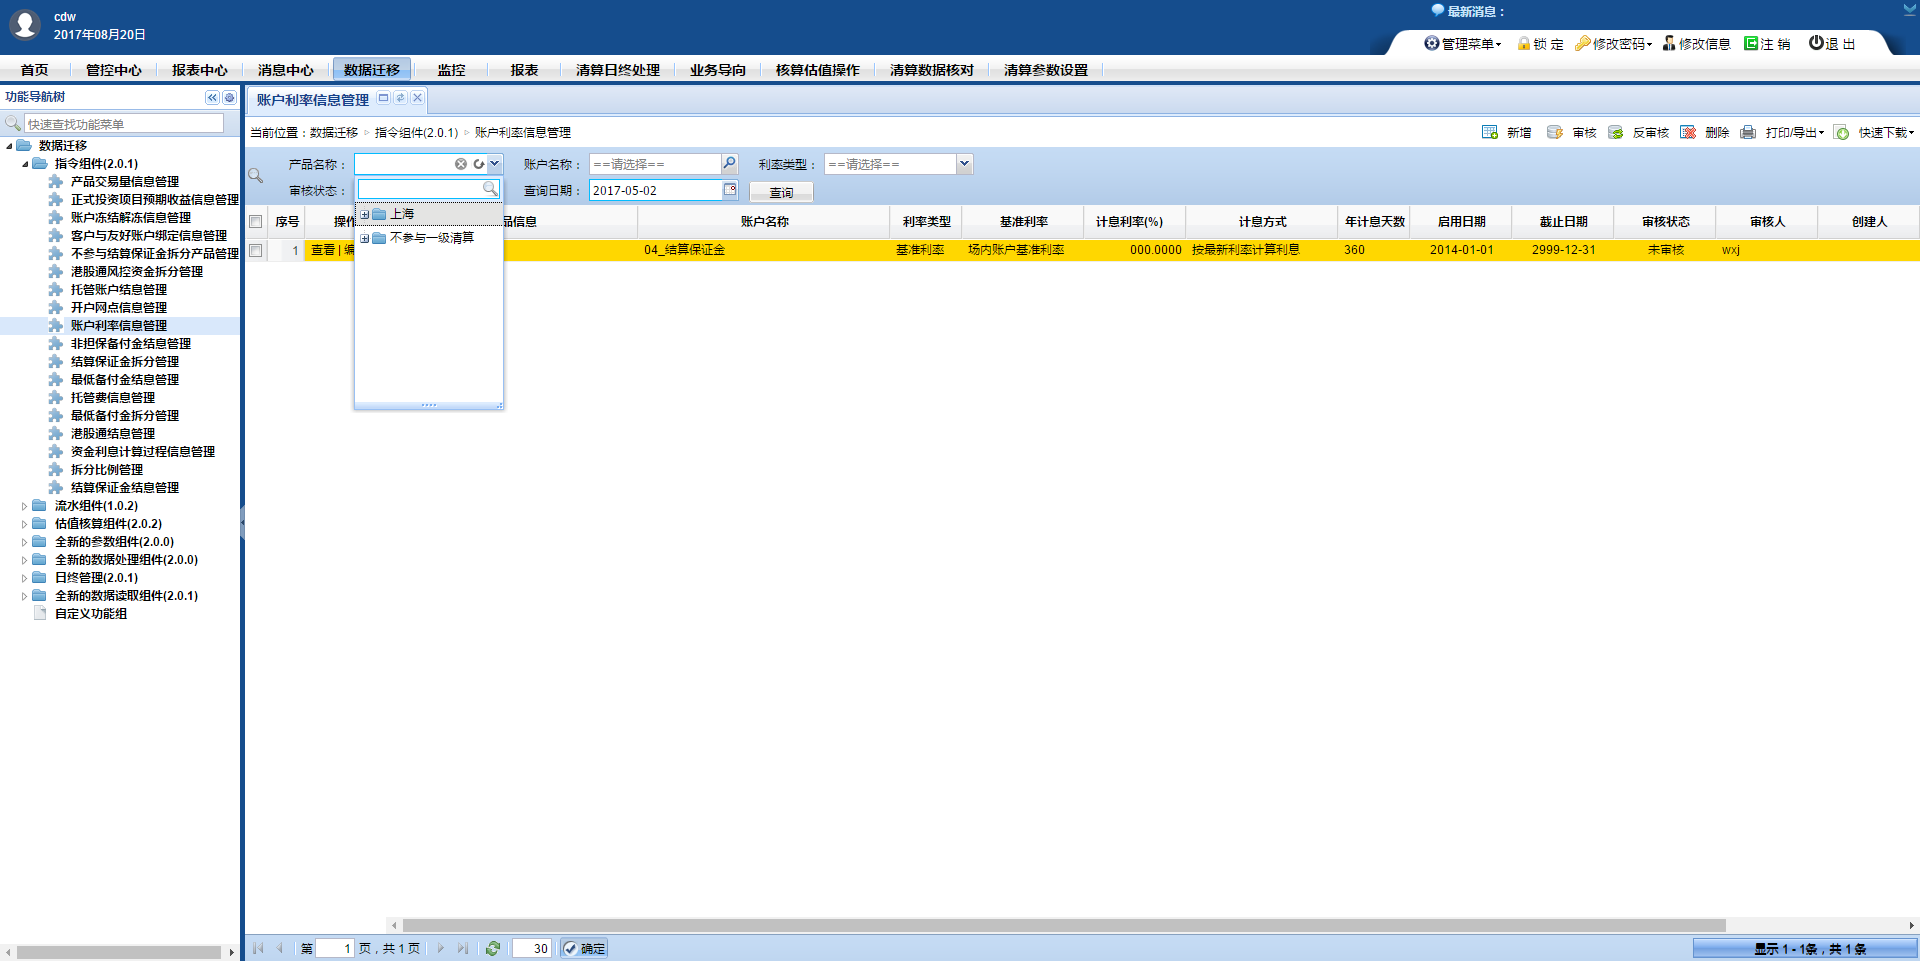 cdw
2017年08月20日
最新消息：
管理菜单 锁 定 修改密码 修改信息 注 销 退 出
首页 管控中心 报表中心 消息中心 数据迁移 监控 报表 清算日终处理 业务导向 核算估值操作 清算数据核对 清算参数设置
功能导航树
快速查找功能菜单
数据迁移
指令组件(2.0.1)
产品交易量信息管理
正式投资项目预期收益信息管理
账户冻结解冻信息管理
客户与友好账户绑定信息管理
不参与结算保证金拆分产品管理
港股通风控资金拆分管理
托管账户结息管理
开户网点信息管理
账户利率信息管理
非担保备付金结息管理
结算保证金拆分管理
最低备付金结息管理
托管费信息管理
最低备付金拆分管理
港股通结息管理
资金利息计算过程信息管理
拆分比例管理
结算保证金结息管理
流水组件(1.0.2)
估值核算组件(2.0.2)
全新的参数组件(2.0.0)
全新的数据处理组件(2.0.0)
日终管理(2.0.1)
全新的数据读取组件(2.0.1)
自定义功能组
账户利率信息管理
当前位置：数据迁移 指令组件(2.0.1) 账户利率信息管理
新增 审核 反审核 删除 打印/导出 快速下载
产品名称： 账户名称： ==请选择== 利率类型： ==请选择==
审核状态： 查询日期： 2017-05-02 查询
上海
不参与一级清算
序号 操作 品信息 账户名称 利率类型 基准利率 计息利率(%) 计息方式 年计息天数 启用日期 截止日期 审核状态 审核人 创建人
1 查看 | 编 04_结算保证金 基准利率 场内账户基准利率 000.0000 按最新利率计算利息 360 2014-01-01 2999-12-31 未审核 wxj
第 1 页，共 1 页 30 确定
显示 1 - 1条，共 1 条